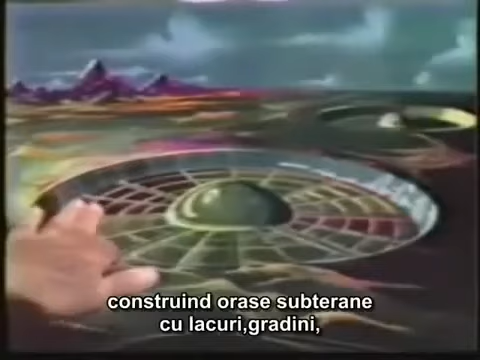 construind orase subterane
cu lacuri,gradini,